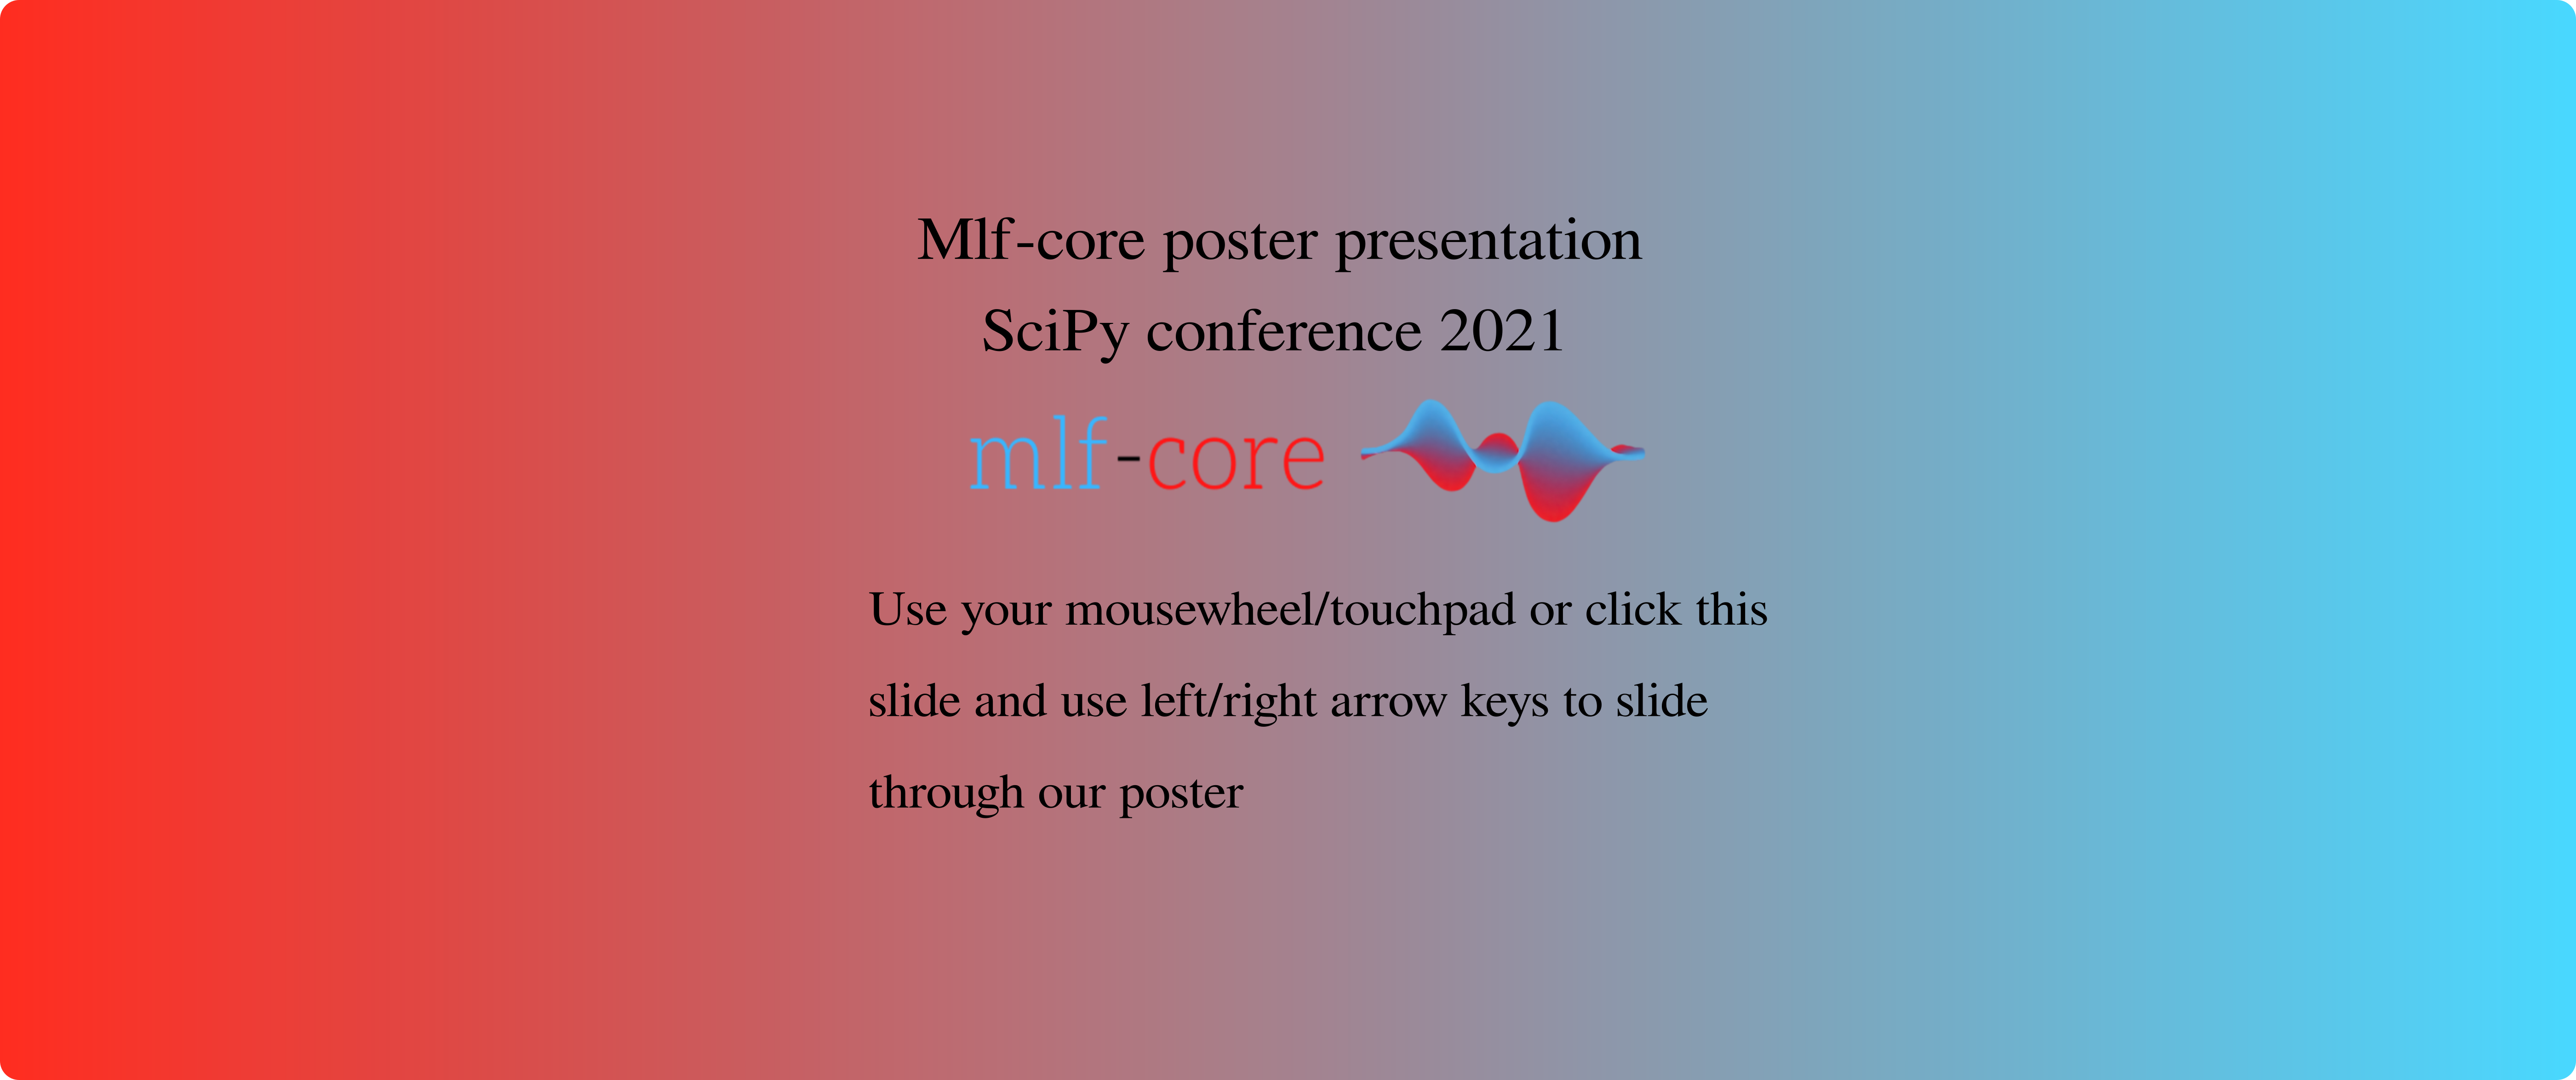 Mlf-core poster presentation
SciPy conference 2021
mlf-core
Use your mousewheel/touchpad or click this
slide and use left/right arrow keys to slide
through our poster